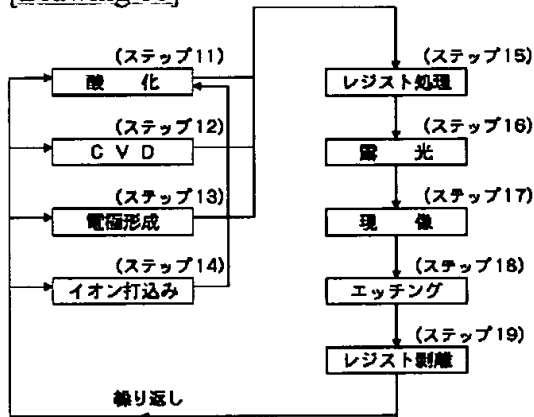 (ステップ11)
酸 化
(ステップ12)
C V D
(ステップ13)
電極形成
(ステップ14)
イオン打込み
(ステップ15)
レジスト処理
(ステップ16)
露 光
(ステップ17)
現 像
(ステップ18)
エッチング
(ステップ19)
レジスト剥離
繰り返し